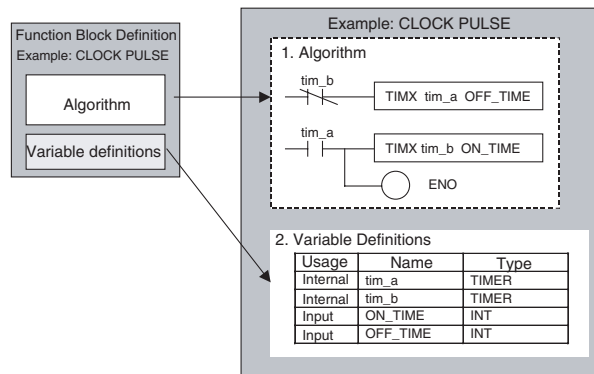 Function Block Definition
Example: CLOCK PULSE
Algorithm
Variable definitions
Example: CLOCK PULSE
1. Algorithm
tim_b
TIMX tim_a OFF_TIME
tim_a
TIMX tim_b ON_TIME
ENO
2. Variable Definitions
Usage Name Type
Internal tim_a TIMER
Internal tim_b TIMER
Input ON_TIME INT
Input OFF_TIME INT